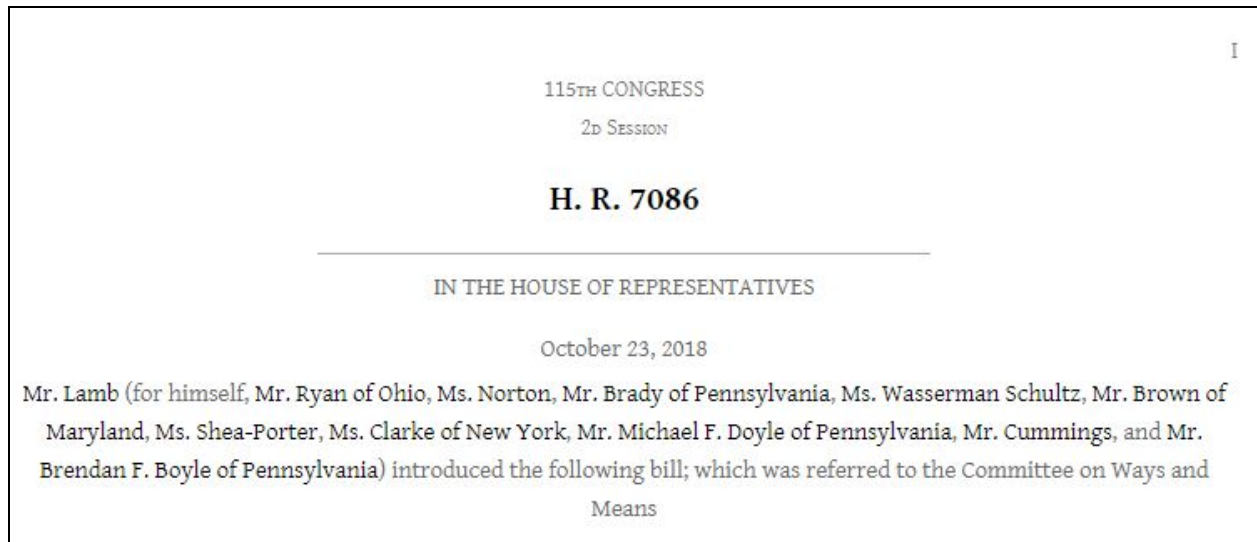 I
115TH CONGRESS
2D SESSION
H. R. 7086
IN THE HOUSE OF REPRESENTATIVES
October 23, 2018
Mr. Lamb (for himself, Mr. Ryan of Ohio, Ms. Norton, Mr. Brady of Pennsylvania, Ms. Wasserman Schultz, Mr. Brown of
Maryland, Ms. Shea-Porter, Ms. Clarke of New York, Mr. Michael F. Doyle of Pennsylvania, Mr. Cummings, and Mr.
Brendan F. Boyle of Pennsylvania) introduced the following bill; which was referred to the Committee on Ways and
Means